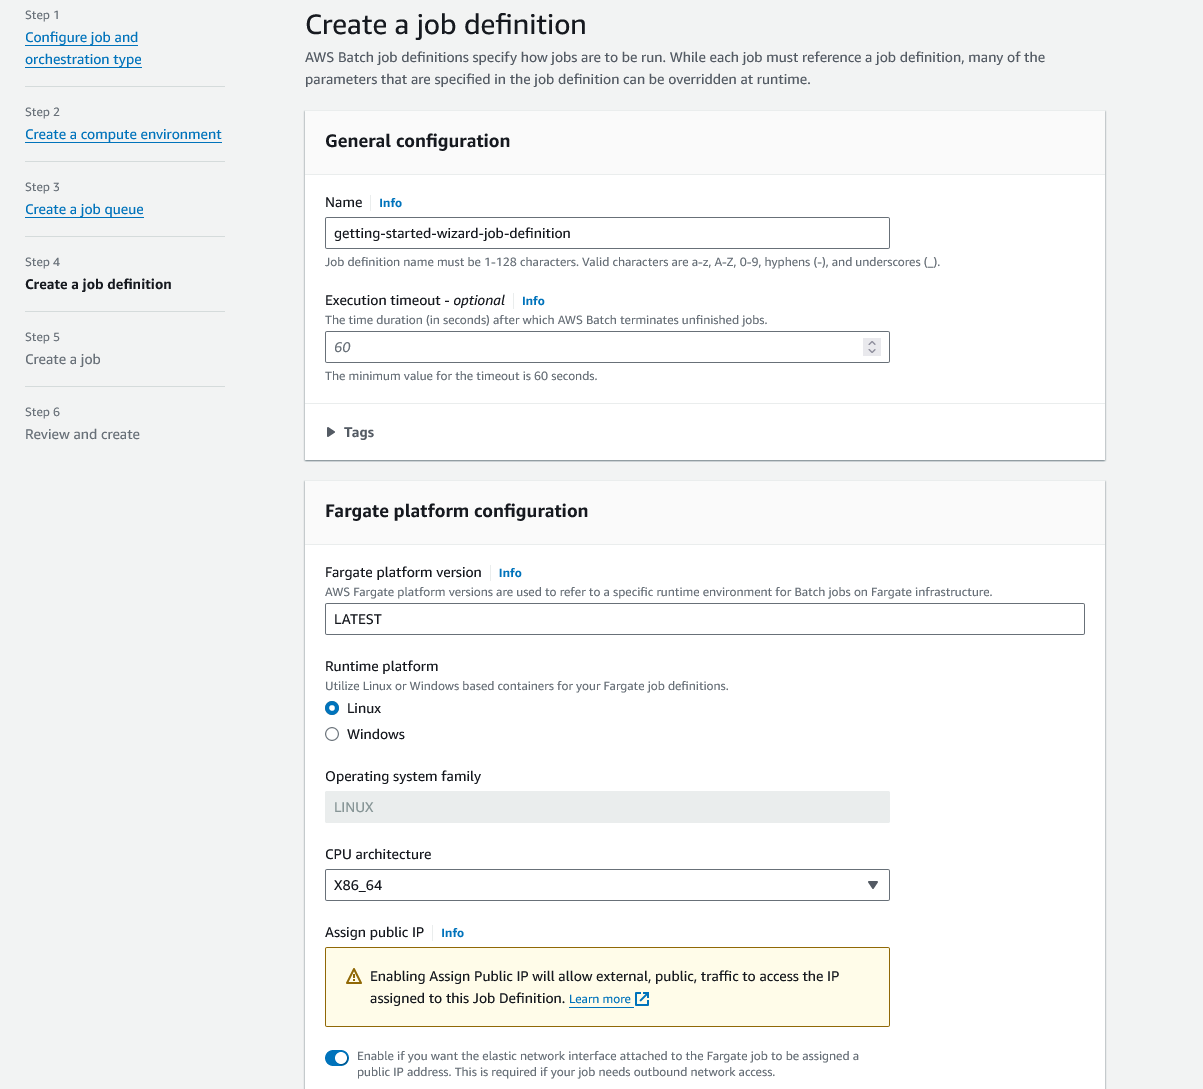 Step 1
Configure job and
orchestration type
Step 2
Create a compute environment
Step 3
Create a job queue
Step 4
Create a job definition
Step 5
Create a job
Step 6
Review and create
Create a job definition
AWS Batch job definitions specify how jobs are to be run. While each job must reference a job definition, many of the
parameters that are specified in the job definition can be overridden at runtime.
General configuration
Name Info
getting-started-wizard-job-definition
Job definition name must be 1-128 characters. Valid characters are a-z, A-Z, 0-9, hyphens (-), and underscores (_).
Execution timeout - optional Info
The time duration (in seconds) after which AWS Batch terminates unfinished jobs.
60
The minimum value for the timeout is 60 seconds.
Tags
Fargate platform configuration
Fargate platform version Info
AWS Fargate platform versions are used to refer to a specific runtime environment for Batch jobs on Fargate infrastructure.
LATEST
Runtime platform
Utilize Linux or Windows based containers for your Fargate job definitions.
Linux
Windows
Operating system family
LINUX
CPU architecture
X86_64
Assign public IP Info
Enabling Assign Public IP will allow external, public, traffic to access the IP
assigned to this Job Definition. Learn more
Enable if you want the elastic network interface attached to the Fargate job to be assigned a
public IP address. This is required if your job needs outbound network access.